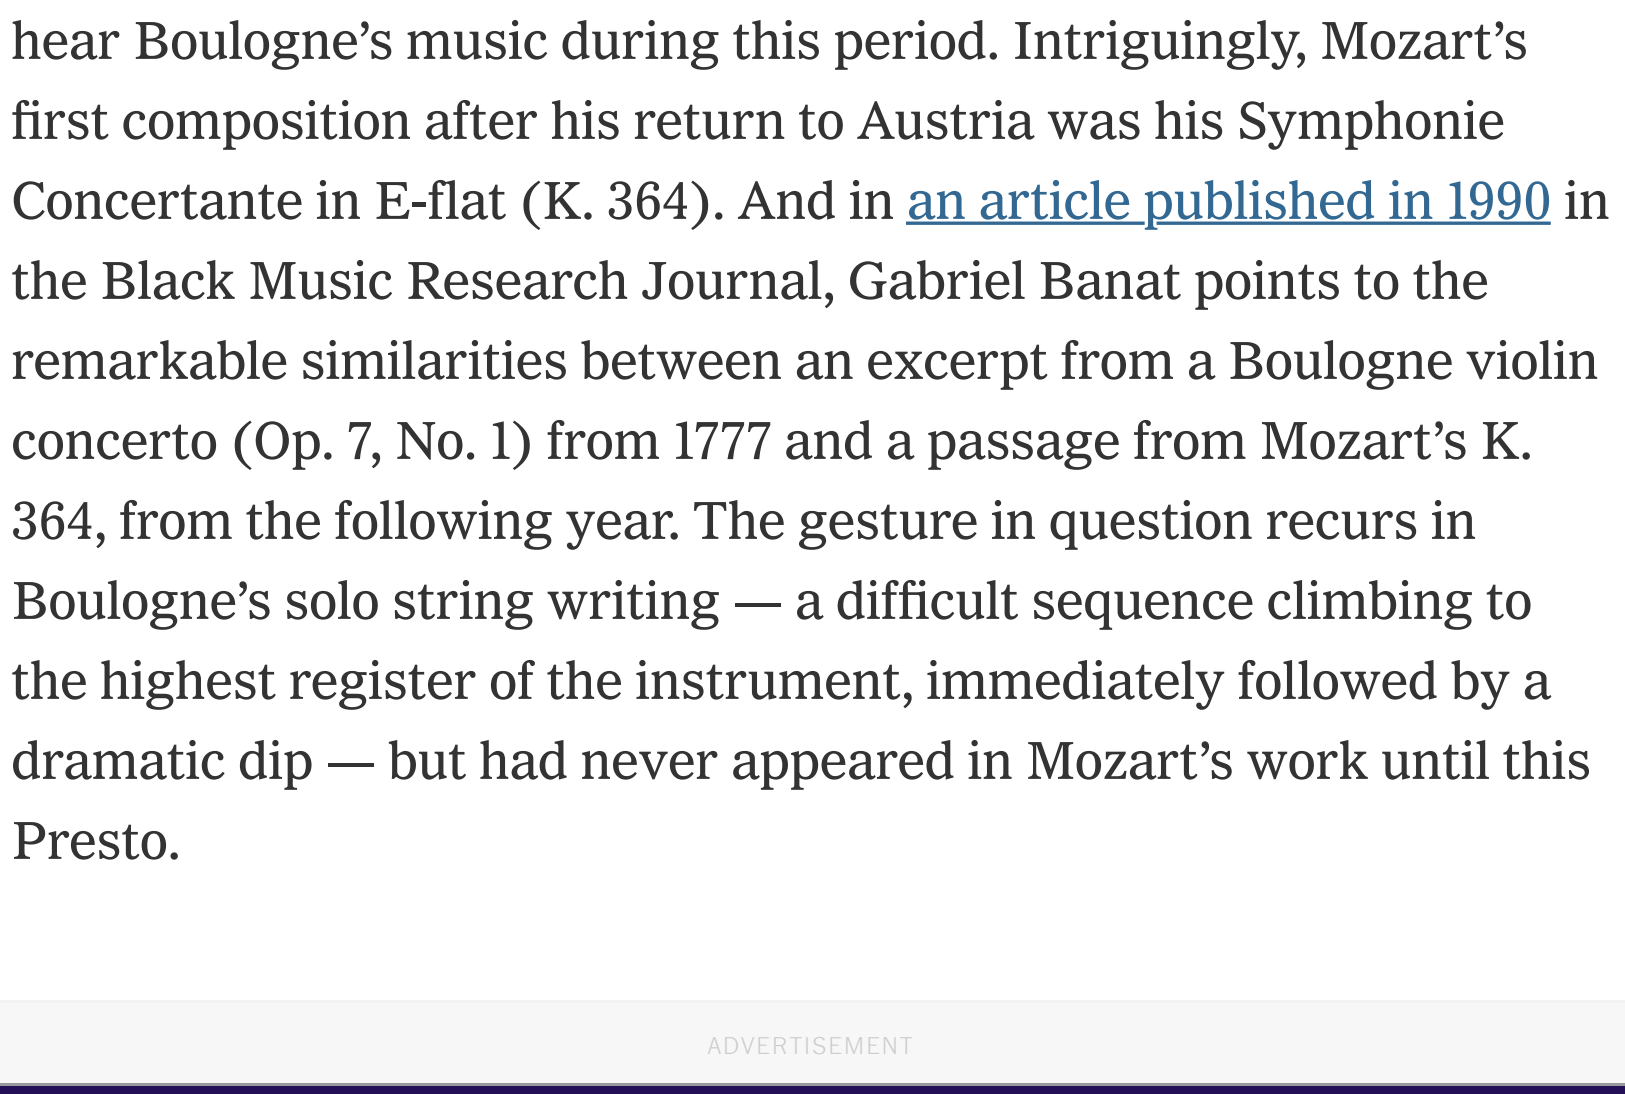 hear Boulogne’s music during this period. Intriguingly, Mozart’s
first composition after his return to Austria was his Symphonie
Concertante in E-flat (K. 364). And in an article published in 1990 in
the Black Music Research Journal, Gabriel Banat points to the
remarkable similarities between an excerpt from a Boulogne violin
concerto (Op. 7, No. 1) from 1777 and a passage from Mozart’s K.
364, from the following year. The gesture in question recurs in
Boulogne’s solo string writing — a difficult sequence climbing to
the highest register of the instrument, immediately followed by a
dramatic dip — but had never appeared in Mozart’s work until this
Presto.
ADVERTISEMENT